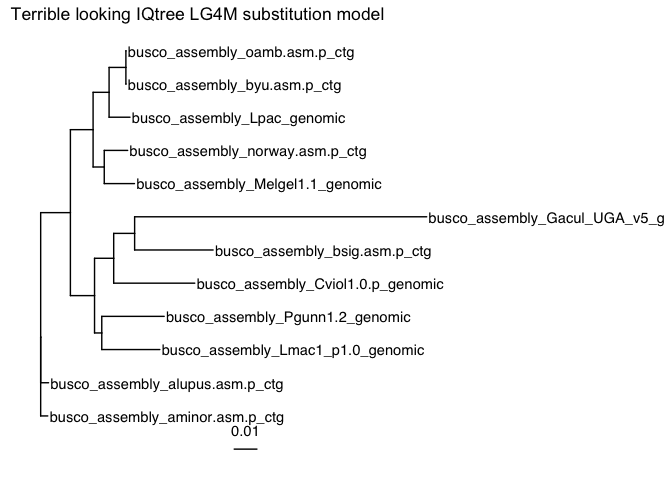 Terrible looking IQtree LG4M substitution model
busco_assembly_oamb.asm.p_ctg
busco_assembly_byu.asm.p_ctg
busco_assembly_Lpac_genomic
busco_assembly_norway.asm.p_ctg
busco_assembly_Melgel1.1_genomic
busco_assembly_Gacul_UGA_v5_g
busco_assembly_bsig.asm.p_ctg
busco_assembly_Cviol1.0.p_genomic
busco_assembly_Pgunn1.2_genomic
busco_assembly_Lmac1_p1.0_genomic
busco_assembly_alupus.asm.p_ctg
busco_assembly_aminor.asm.p_ctg
0.01